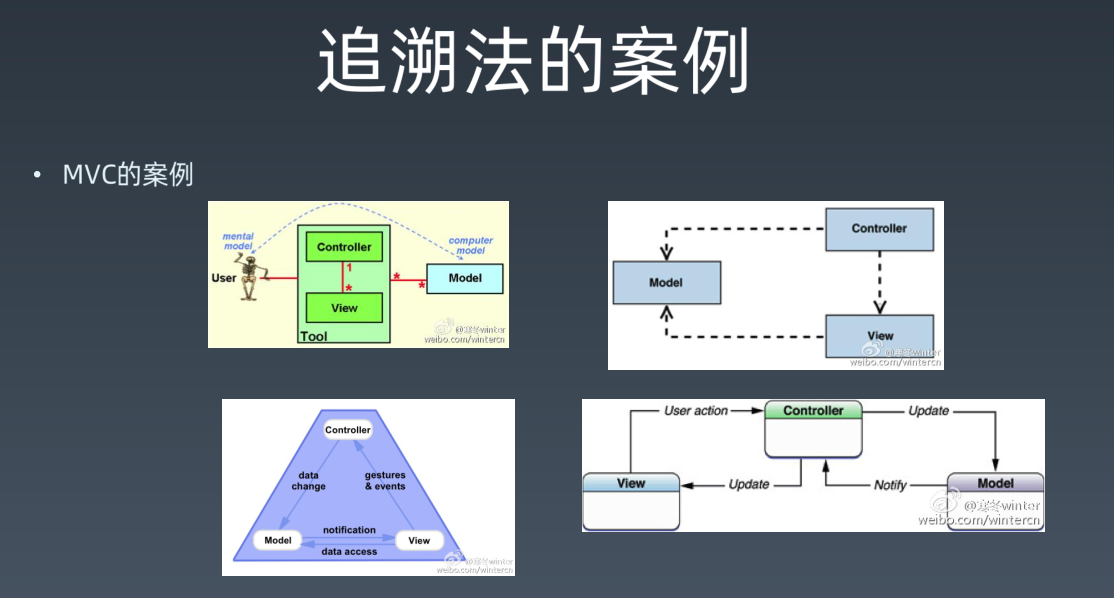 追溯法的案例
• MVC的案例
mental
model
User
Controller
1
*
View
Tool
*
*
computer
model
Model
@寒冬winter
weibo.com/wintercn
Controller
Model
View
@寒冬winter
weibo.com/wintercn
Controller
data
change
gestures
& events
Model
notification
data access
View
@寒冬winter
weibo.com/wintercn
User action
Controller
Update
View
Update
Notify
Model
@寒冬winter
weibo.com/wintercn